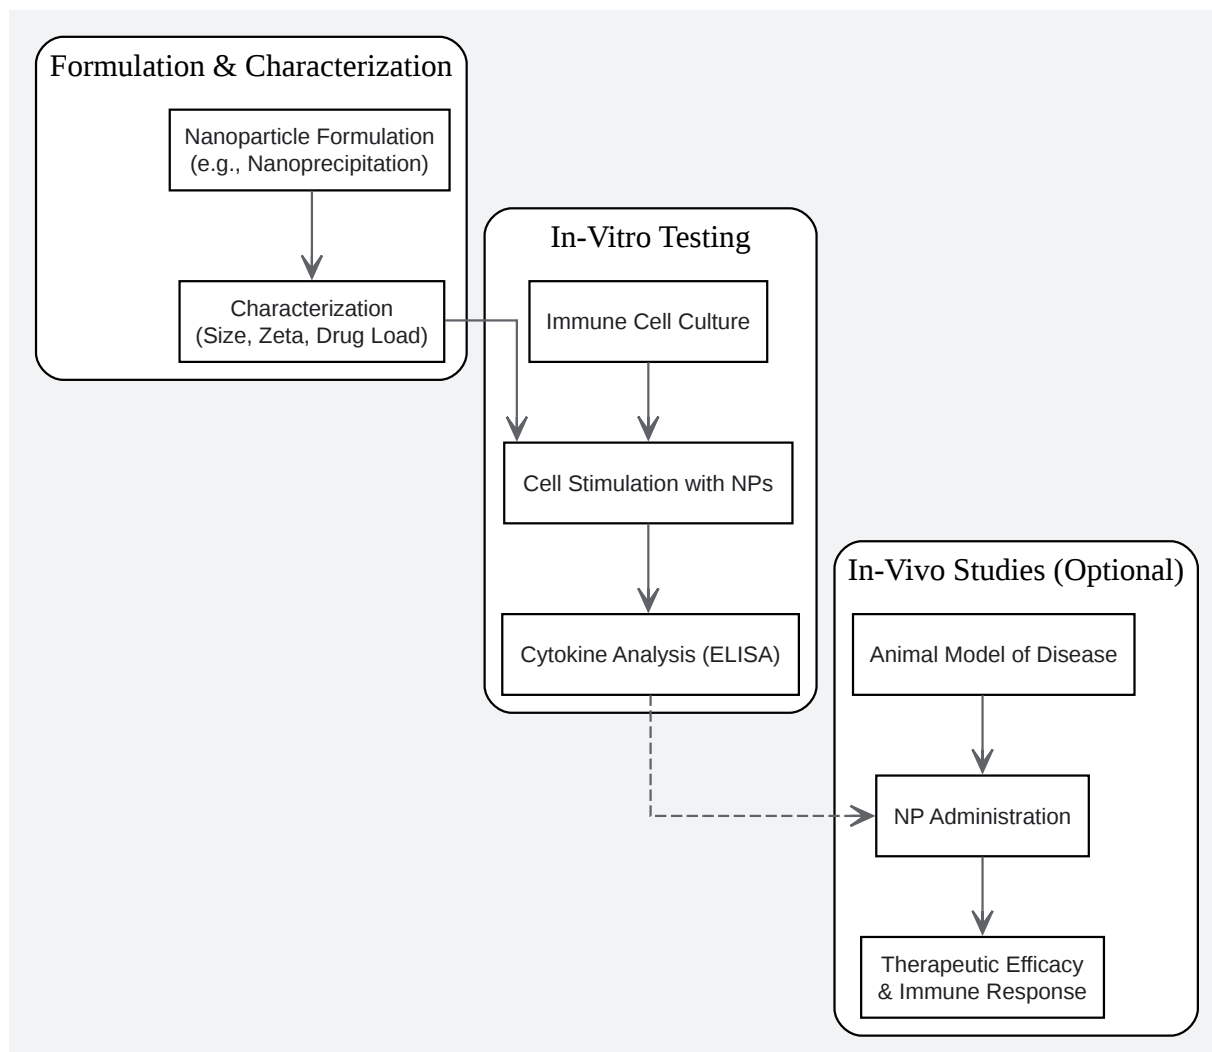 Formulation & Characterization
Nanoparticle Formulation
(e.g., Nanoprecipitation)
Characterization
(Size, Zeta, Drug Load)
In-Vitro Testing
Immune Cell Culture
Cell Stimulation with NPs
Cytokine Analysis (ELISA)
In-Vivo Studies (Optional)
Animal Model of Disease
NP Administration
Therapeutic Efficacy
& Immune Response